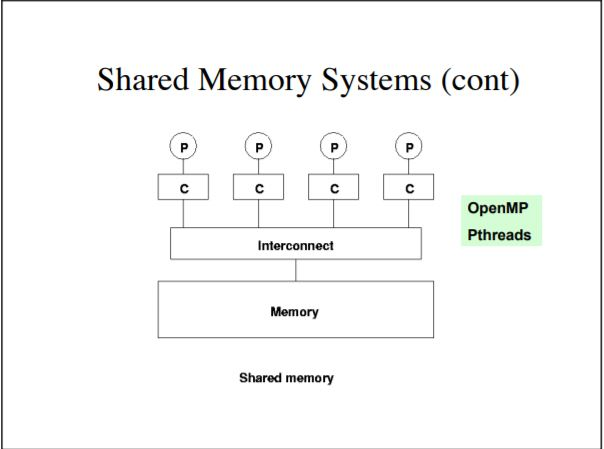 Shared Memory Systems (cont)
P P P P
C C C C
OpenMP
Pthreads
Interconnect
Memory
Shared memory